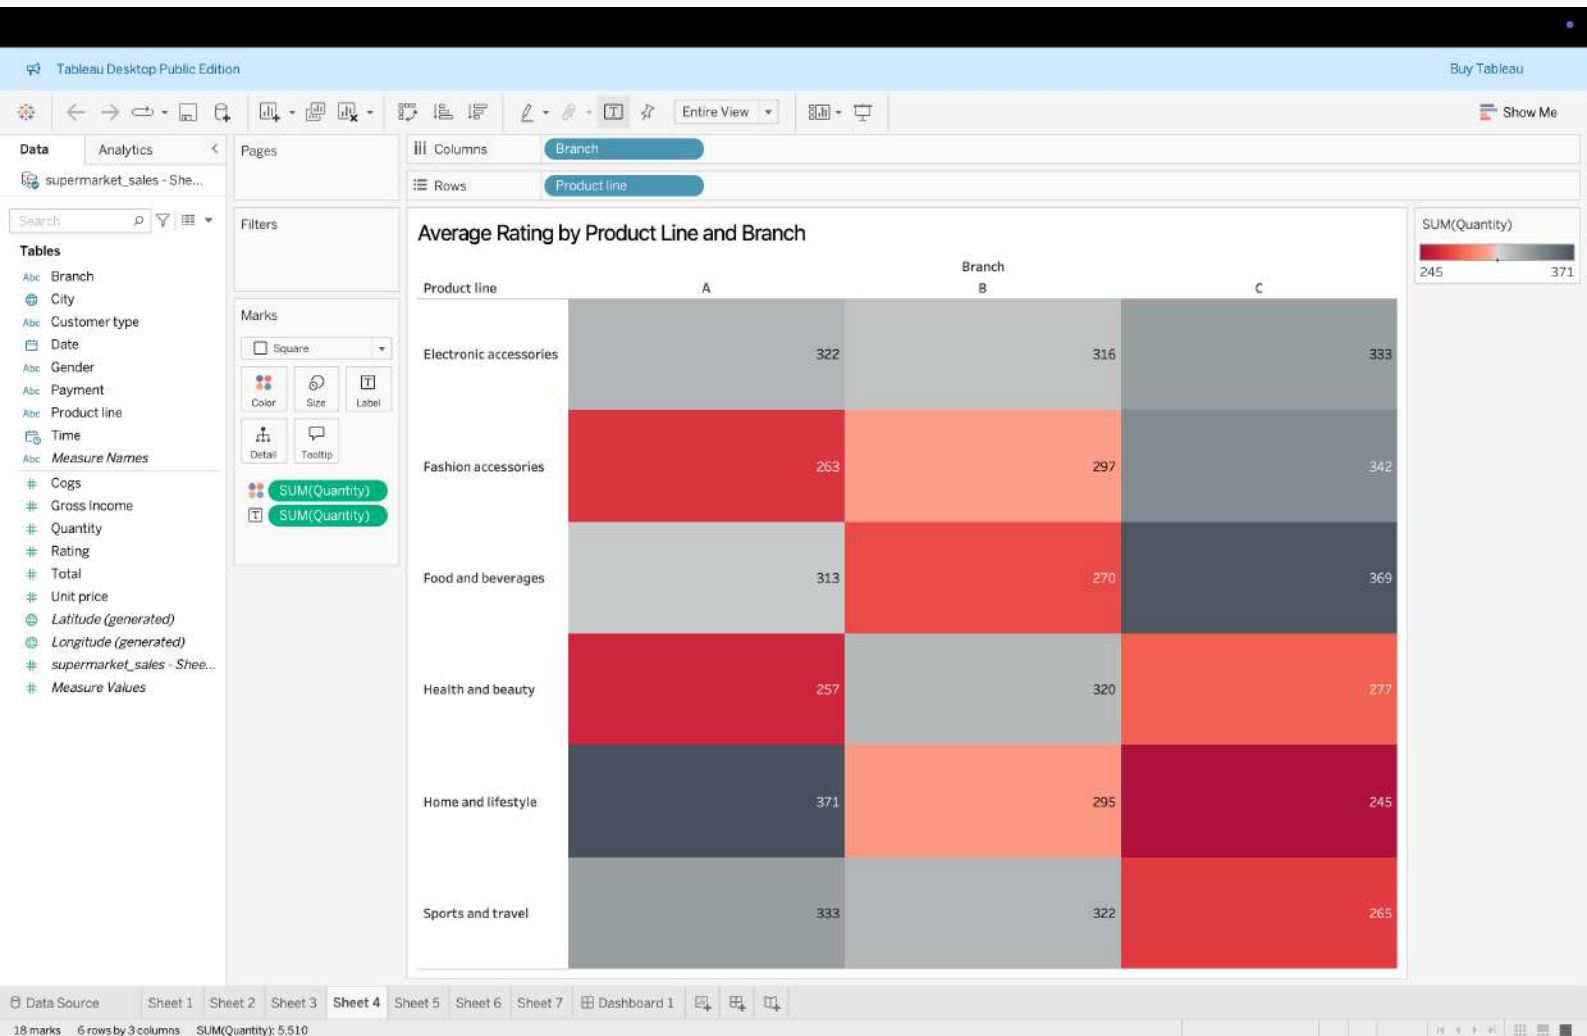 Tableau Desktop Public Edition
Buy Tableau
Entire View
Show Me
Data
Analytics
supermarket_sales - She...
Search
Tables
Abc Branch
City
Abc Customer type
Date
Abc Gender
Abc Payment
Abc Product line
Time
Abc Measure Names
# Cogs
# Gross Income
# Quantity
# Rating
# Total
# Unit price
Latitude (generated)
Longitude (generated)
# supermarket_sales - Shee...
# Measure Values
Pages
Filters
Marks
Square
Color Size Label
Detail Tooltip
SUM(Quantity)
SUM(Quantity)
Columns Branch
Rows Product line
Average Rating by Product Line and Branch
Branch
Product line A B C
Electronic accessories 322 316 333
Fashion accessories 263 297 342
Food and beverages 313 270 369
Health and beauty 257 320 277
Home and lifestyle 371 295 245
Sports and travel 333 322 265
SUM(Quantity)
245 371
Data Source Sheet 1 Sheet 2 Sheet 3 Sheet 4 Sheet 5 Sheet 6 Sheet 7 Dashboard 1
18 marks 6 rows by 3 columns SUM(Quantity): 5,510